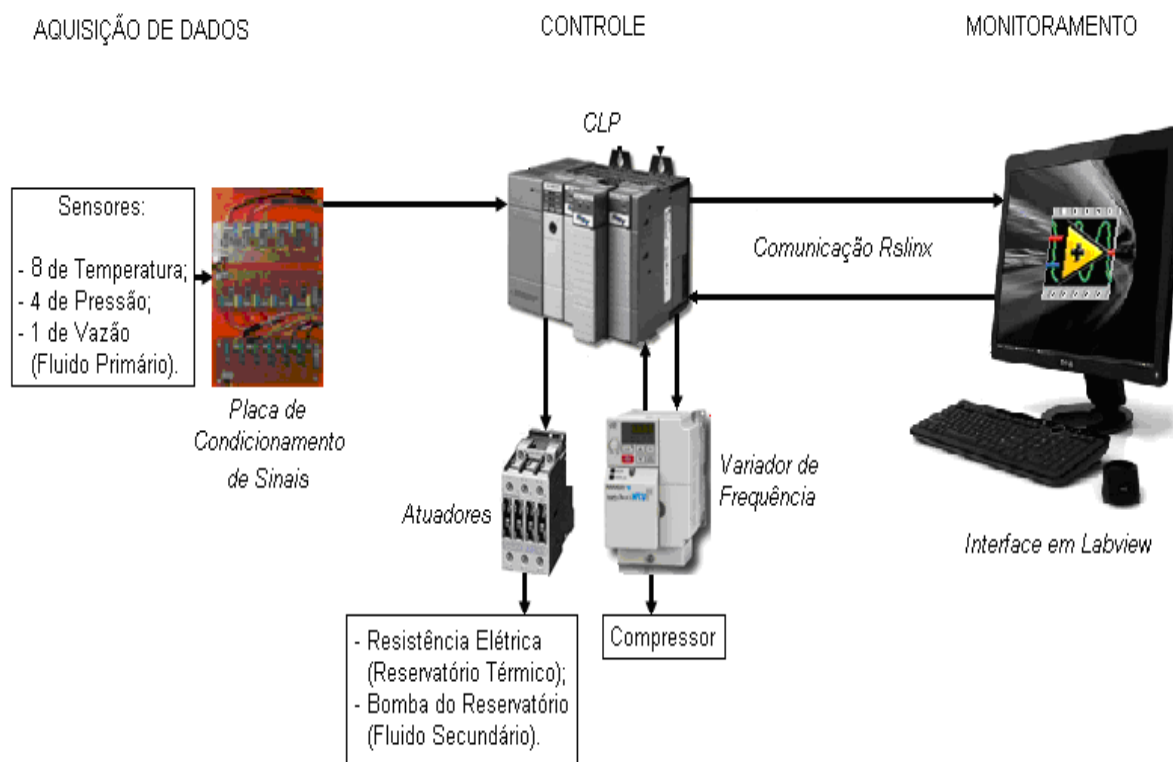 AQUISIÇÃO DE DADOS
CONTROLE
MONITORAMENTO
CLP
Sensores:
- 8 de Temperatura;
- 4 de Pressão;
- 1 de Vazão
(Fluido Primário).
Placa de
Condicionamento
de Sinais
Comunicação Rslinx
Atuadores
Variador de
Frequência
Interface em Labview
- Resistência Elétrica
(Reservatório Térmico);
- Bomba do Reservatório
(Fluido Secundário).
Compressor